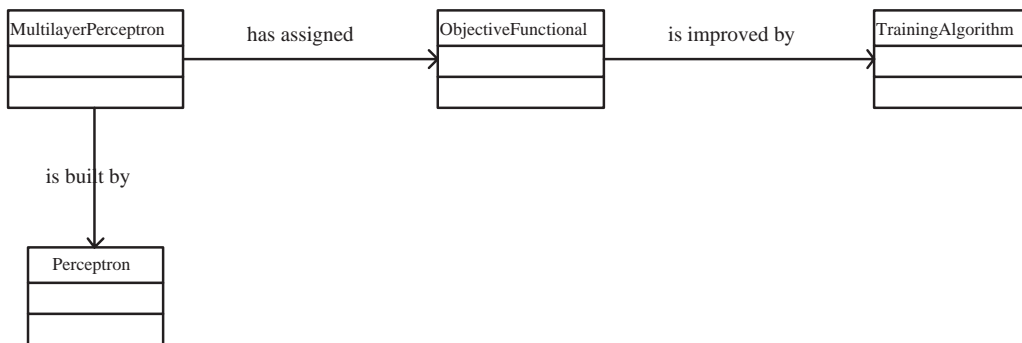 MultilayerPerceptron
has assigned
ObjectiveFunctional
is improved by
TrainingAlgorithm
is built by
Perceptron